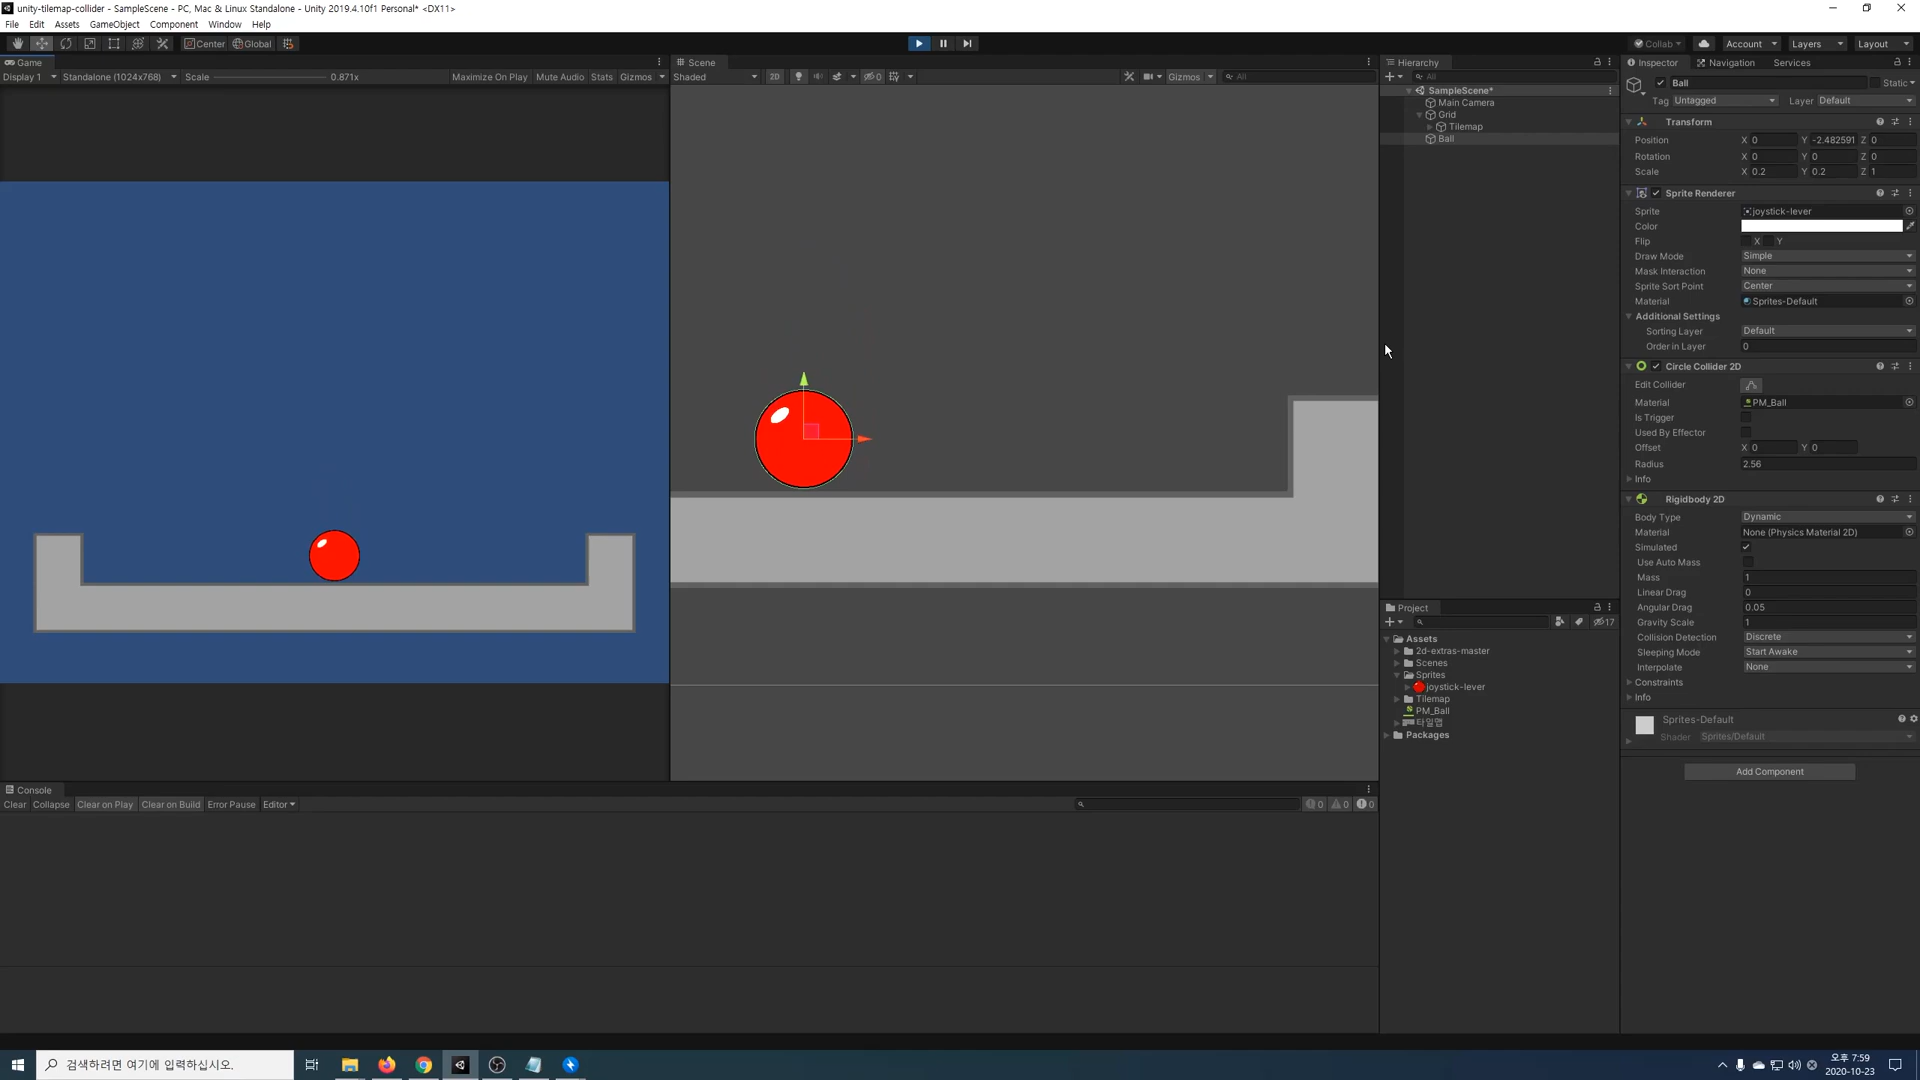 unity-tilemap-collider - SampleScene - PC, Mac & Linux Standalone - Unity 2019.4.10f1 Personal* <DX11>
File Edit Assets GameObject Component Window Help
Center Global Collab Account Layers Layout
Game
Display 1 Standalone (1024x768) Scale 0.871x Maximize On Play Mute Audio Stats Gizmos
Scene
Shaded 2D Gizmos All
Hierarchy
All
SampleScene*
Main Camera
Grid
Tilemap
Ball
Project
17
Assets
2d-extras-master
Scenes
Sprites
joystick-lever
Tilemap
PM_Ball
타일맵
Packages
Inspector Navigation Services
Ball Static
Tag Untagged Layer Default
Transform
Position X 0 Y -2.482591 Z 0
Rotation X 0 Y 0 Z 0
Scale X 0.2 Y 0.2 Z 1
Sprite Renderer
Sprite joystick-lever
Color
Flip X Y
Draw Mode Simple
Mask Interaction None
Sprite Sort Point Center
Material Sprites-Default
Additional Settings
Sorting Layer Default
Order in Layer 0
Circle Collider 2D
Edit Collider
Material PM_Ball
Is Trigger
Used By Effector
Offset X 0 Y 0
Radius 2.56
Info
Rigidbody 2D
Body Type Dynamic
Material None (Physics Material 2D)
Simulated
Use Auto Mass
Mass 1
Linear Drag 0
Angular Drag 0.05
Gravity Scale 1
Collision Detection Discrete
Sleeping Mode Start Awake
Interpolate None
Constraints
Info
Sprites-Default
Shader Sprites/Default
Add Component
Console
Clear Collapse Clear on Play Clear on Build Error Pause Editor 0 0 0
검색하려면 여기에 입력하십시오.
오후 7:59
2020-10-23